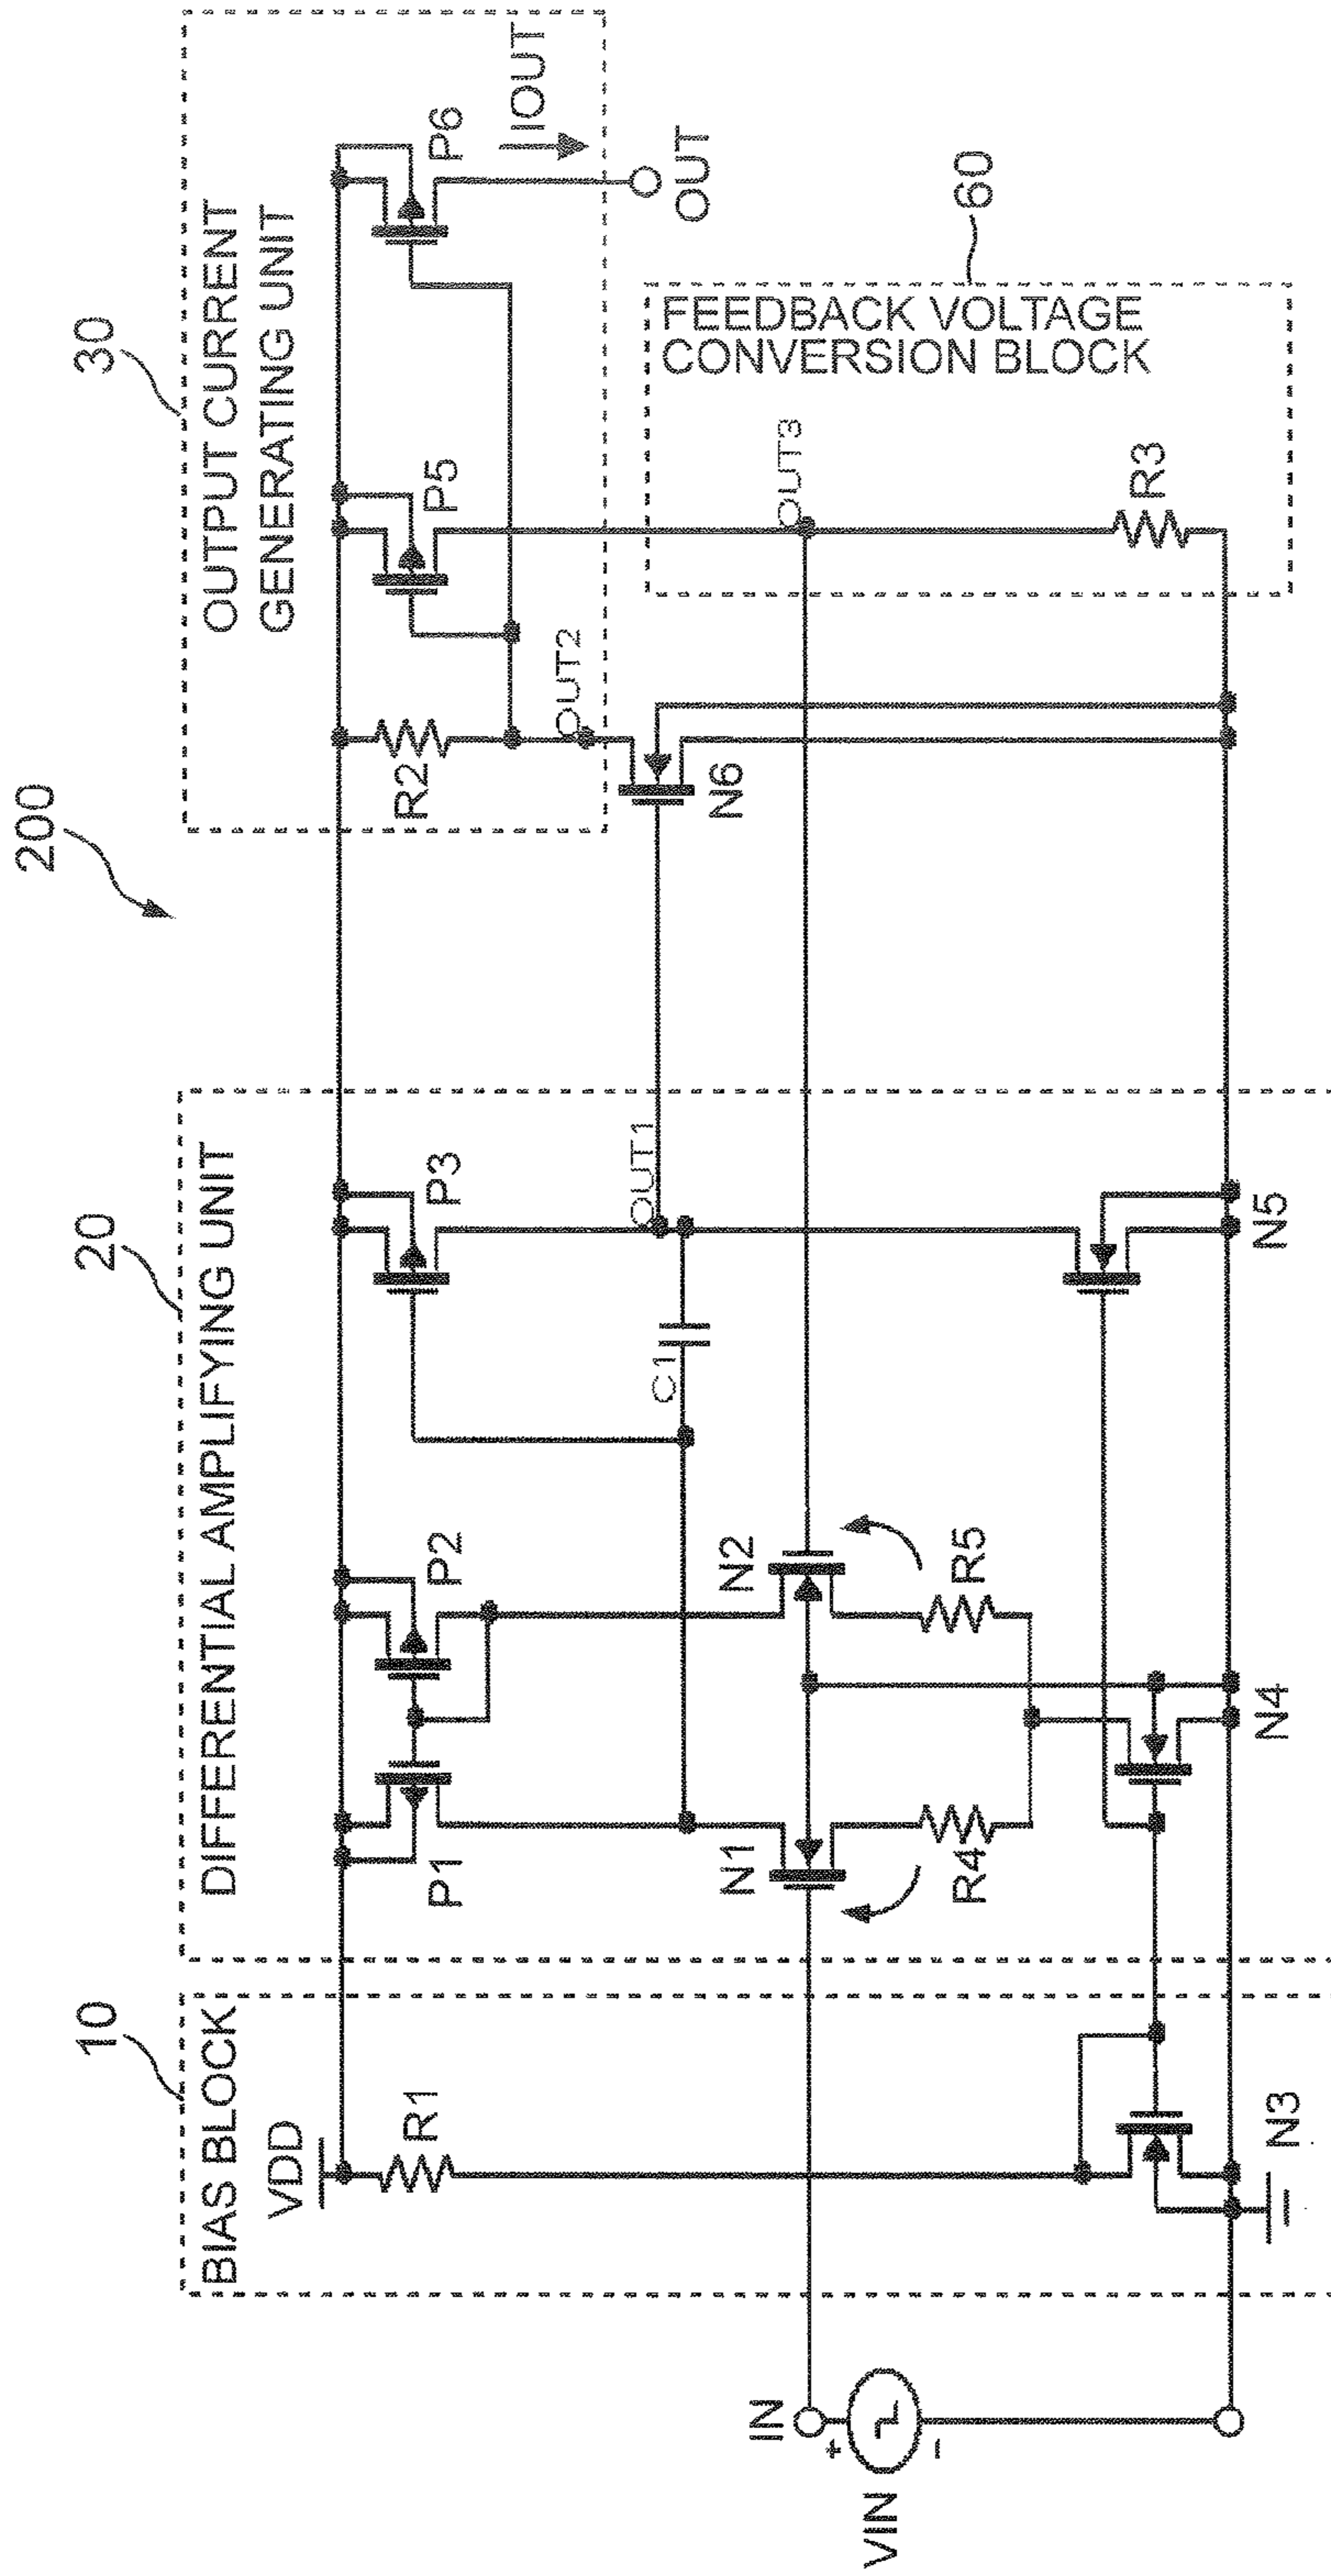 200
10
BIAS BLOCK
VDD
R1
N3
IN
+
VIN
−
20
DIFFERENTIAL AMPLIFYING UNIT
P1
P2
P3
N1
N2
C1
OUT1
R4
R5
N4
N5
30
OUTPUT CURRENT
GENERATING UNIT
R2
P5
P6
IOUT
OUT
OUT2
N6
60
FEEDBACK VOLTAGE
CONVERSION BLOCK
OUT3
R3